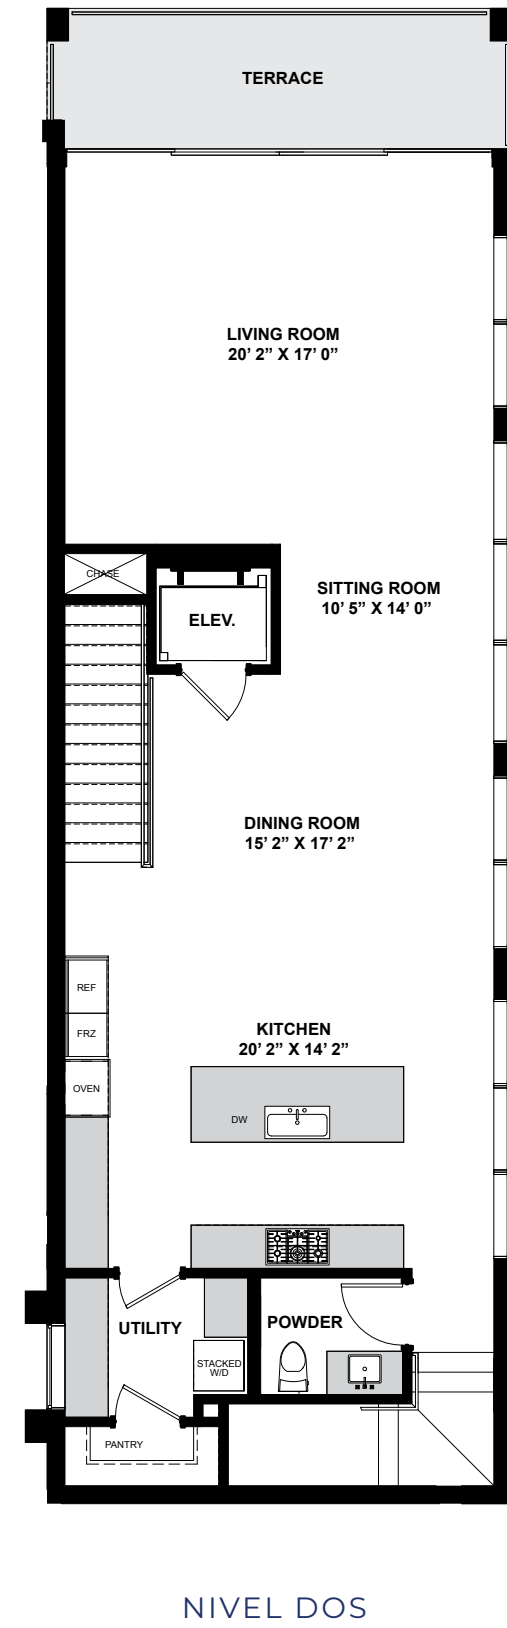 TERRACE
LIVING ROOM
20’ 2” X 17’ 0”
CHASE
ELEV.
SITTING ROOM
10’ 5” X 14’ 0”
DINING ROOM
15’ 2” X 17’ 2”
REF
FRZ
OVEN
KITCHEN
20’ 2” X 14’ 2”
DW
UTILITY
POWDER
STACKED
W/D
PANTRY
NIVEL DOS